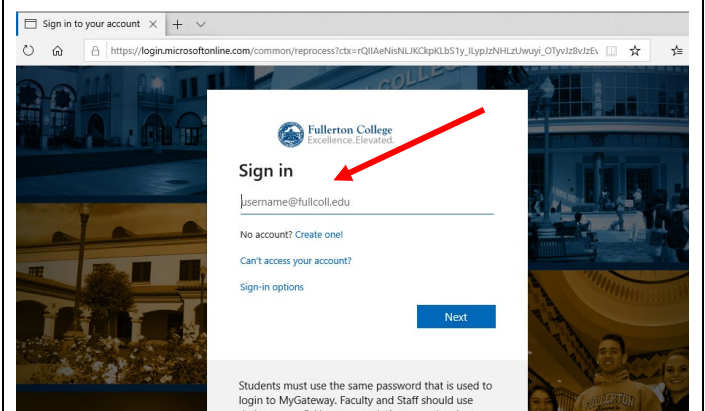 Sign in to your account
https://login.microsoftonline.com/common/reprocess?ctx=rQIIAeNisNLJKCkpKLbS1y_ILypJzNHLzUwuyi_OTyvJz8vJzEv
COLLEGE
Fullerton College
Excellence. Elevated.
Sign in
username@fullcoll.edu
No account? Create one!
Can't access your account?
Sign-in options
Next
Students must use the same password that is used to
login to MyGateway. Faculty and Staff should use
FULLERTON